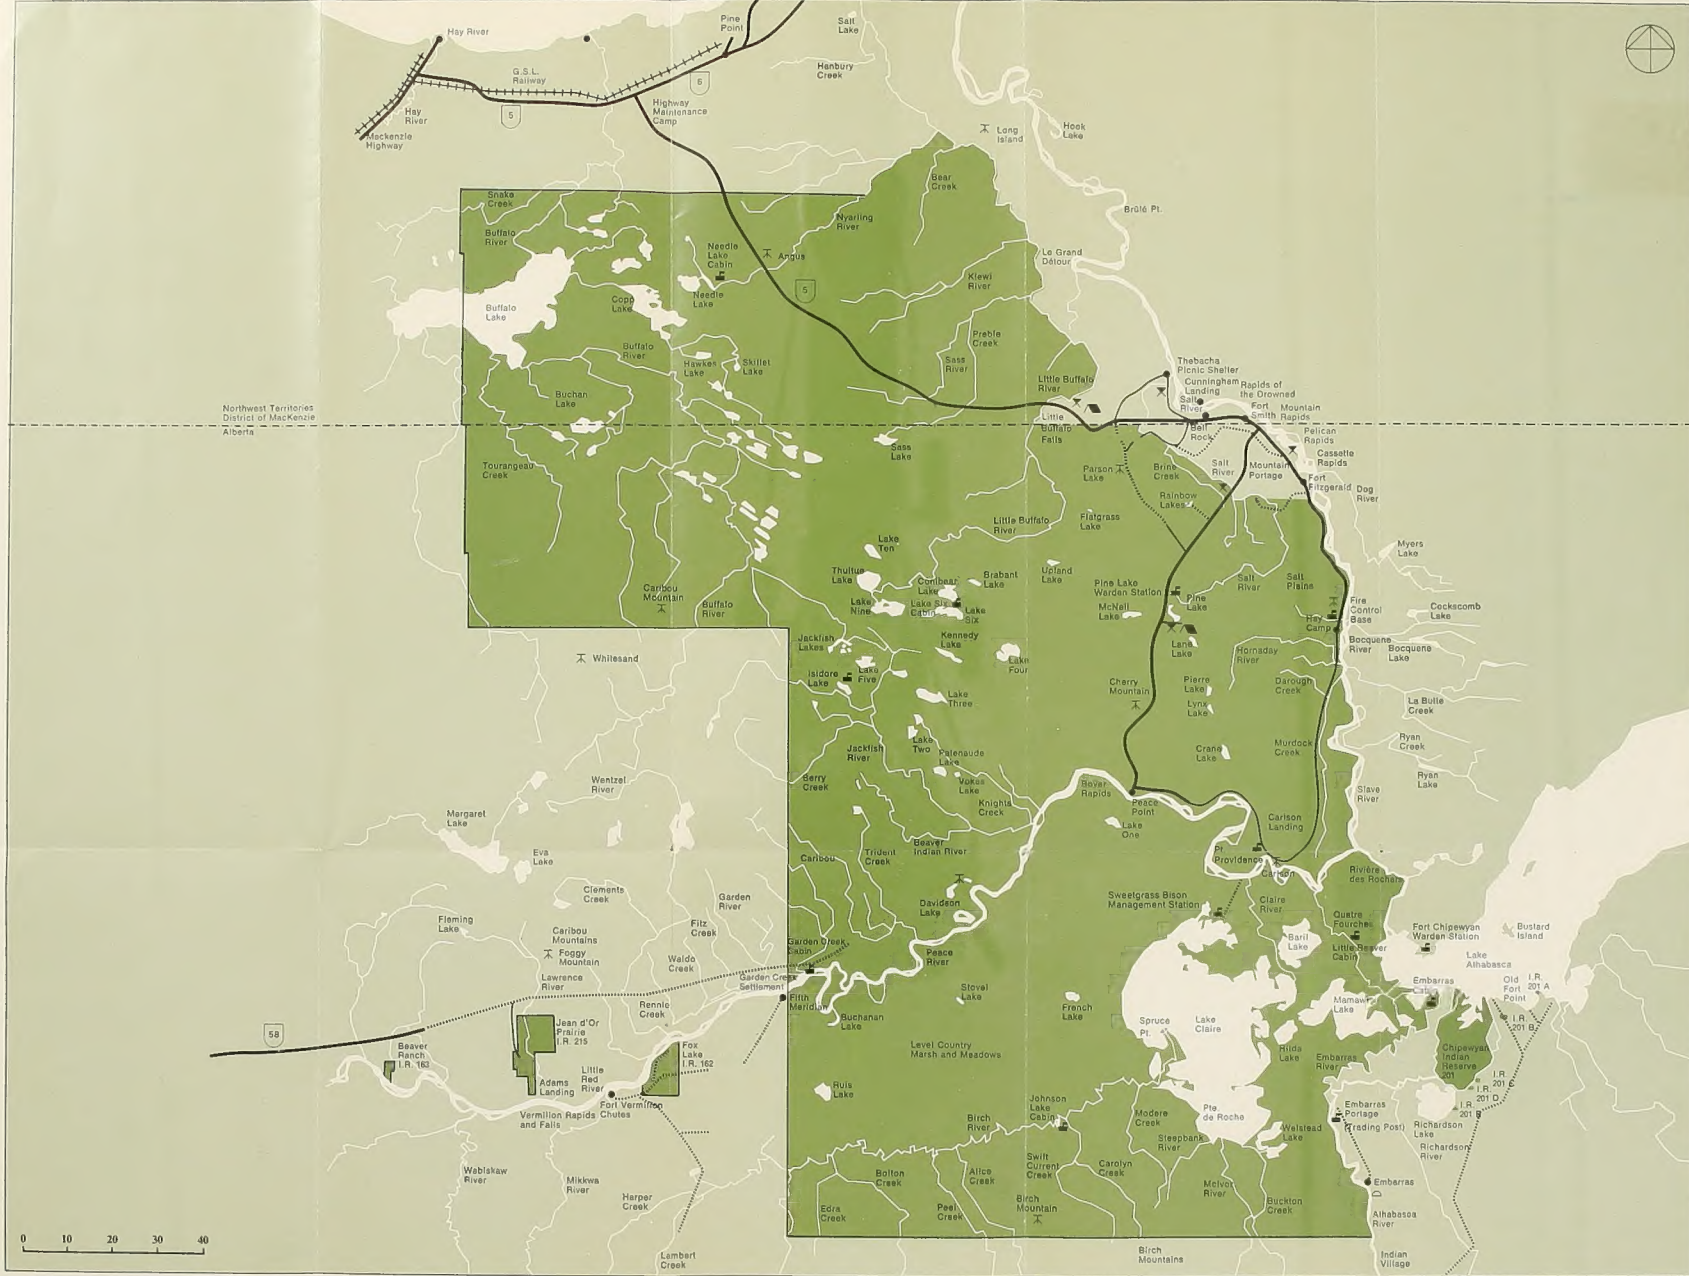 Hay River
Pine
Point
Salt
Lake
G.S.L.
Railway
Hanbury
Creek
6
5
Hay
River
Highway
Maintenance
Camp
Mackenzie
Highway
Long
Island
Hook
Lake
Bear
Creek
Snake
Creek
Brûlé Pt.
Nyarling
River
Buffalo
River
Needle
Lake
Cabin
Angus
Le Grand
Détour
Klewi
River
5
Copp
Lake
Needle
Lake
Buffalo
Lake
Preble
Creek
Buffalo
River
Hawkes
Lake
Skillet
Lake
Sass
River
Thebacha
Picnic Shelter
Cunningham
Landing
Rapids of
the Drowned
Little Buffalo
River
Buchan
Lake
Salt
River
Fort
Smith
Mountain
Rapids
Northwest Territories
District of MacKenzie
Alberta
Little
Buffalo
Falls
Bell
Rock
Pelican
Rapids
Sass
Lake
Cassette
Rapids
Tourangeau
Creek
Parson
Lake
Brine
Creek
Salt
River
Mountain
Portage
Fort
Fitzgerald
Dog
River
Rainbow
Lakes
Flatgrass
Lake
Little Buffalo
River
Lake
Ten
Myers
Lake
Thultue
Lake
Conibear
Lake
Brabant
Lake
Upland
Lake
Pine Lake
Warden Station
Salt
River
Salt
Plains
Caribou
Mountain
Buffalo
River
Lake
Nine
Lake Six
Cabin
Lake
Six
McNeil
Lake
Pine
Lake
Fire
Control
Base
Cockscomb
Lake
Hay
Camp
Jackfish
Lakes
Kennedy
Lake
Lane
Lake
Hornaday
River
Bocquene
River
Bocquene
Lake
Whitesand
Isidore
Lake
Lake
Five
Lake
Four
Cherry
Mountain
Pierre
Lake
Darough
Creek
Lake
Three
Lynx
Lake
La Bulle
Creek
Jackfish
River
Lake
Two
Palenaude
Lake
Crane
Lake
Murdock
Creek
Ryan
Creek
Wentzel
River
Berry
Creek
Vokes
Lake
Boyer
Rapids
Ryan
Lake
Margaret
Lake
Knights
Creek
Peace
Point
Slave
River
Lake
One
Carlson
Landing
Eva
Lake
Caribou
Trident
Creek
Beaver
Indian River
Pt.
Providence
Carlson
Rivière
des Rochers
Clements
Creek
Garden
River
Davidson
Lake
Sweetgrass Bison
Management Station
Claire
River
Fleming
Lake
Fitz
Creek
Quatre
Fourches
Fort Chipewyan
Warden Station
Bustard
Island
Caribou
Mountains
Foggy
Mountain
Garden Creek
Cabin
Baril
Lake
Little Beaver
Cabin
Peace
River
Waldo
Creek
Lake
Athabasca
Lawrence
River
Garden Creek
Settlement
Stovel
Lake
French
Lake
Embarras
Cabin
Old
Fort
Point
I.R.
201 A
Rennie
Creek
Fifth
Meridian
Mamawi
Lake
Buchanan
Lake
Spruce
Pt.
Lake
Claire
I.R.
201 B
58
Jean d'Or
Prairie
I.R. 215
Beaver
Ranch
I.R. 163
Fox
Lake
I.R. 162
Level Country
Marsh and Meadows
Hilda
Lake
Embarras
River
Chipewyan
Indian
Reserve
201
Adams
Landing
Little
Red
River
Ruis
Lake
I.R.
201 C
I.R.
201 D
Fort Vermilion
Chutes
Vermilion Rapids
and Falls
Birch
River
Johnson
Lake
Cabin
Modere
Creek
Pte.
de Roche
Embarras
Portage
(Trading Post)
I.R.
Steepbank
River
Welstead
Lake
Richardson
Lake
Richardson
River
Wabiskaw
River
Mikkwa
River
Bolton
Creek
Alice
Creek
Swift
Current
Creek
Carolyn
Creek
McIvor
River
Embarras
Harper
Creek
Edra
Creek
Peel
Creek
Birch
Mountain
Buckton
Creek
Athabasca
River
0 10 20 30 40
Lambert
Creek
Birch
Mountains
Indian
Village